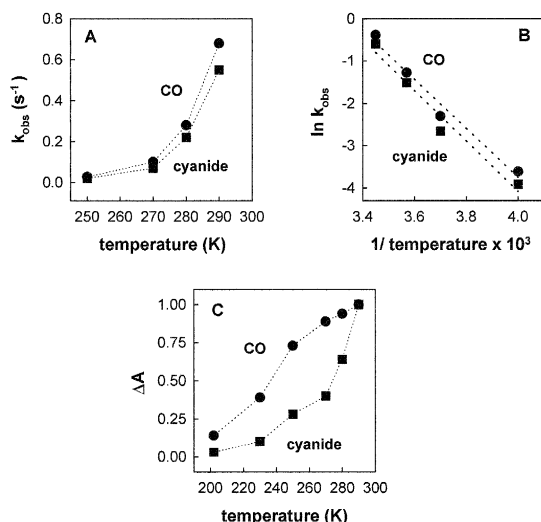 A
0.8
0.6
0.4
0.2
0.0
k_obs (s⁻¹)
CO
cyanide
250 260 270 280 290 300
temperature (K)
B
0
-1
-2
-3
-4
ln k_obs
CO
cyanide
3.4 3.6 3.8 4.0
1/ temperature x 10³
C
1.00
0.75
0.50
0.25
0.00
ΔA
CO
cyanide
200 220 240 260 280 300
temperature (K)